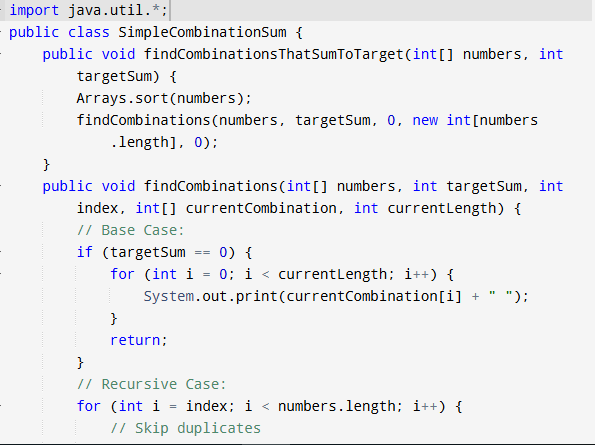 import java.util.*;
public class SimpleCombinationSum {
public void findCombinationsThatSumToTarget(int[] numbers, int
targetSum) {
Arrays.sort(numbers);
findCombinations(numbers, targetSum, 0, new int[numbers
.length], 0);
}
public void findCombinations(int[] numbers, int targetSum, int
index, int[] currentCombination, int currentLength) {
// Base Case:
if (targetSum == 0) {
for (int i = 0; i < currentLength; i++) {
System.out.print(currentCombination[i] + " ");
}
return;
}
// Recursive Case:
for (int i = index; i < numbers.length; i++) {
// Skip duplicates